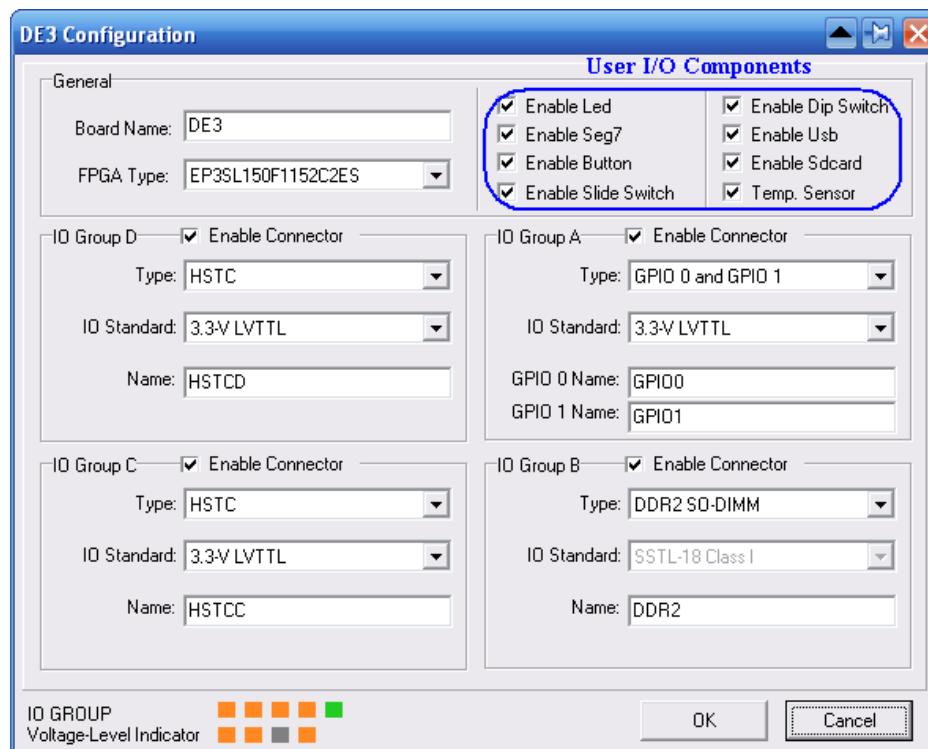 DE3 Configuration
User I/O Components
General
Board Name: DE3
FPGA Type: EP3SL150F1152C2ES
Enable Led
Enable Seg7
Enable Button
Enable Slide Switch
Enable Dip Switch
Enable Usb
Enable Sdcard
Temp. Sensor
IO Group D Enable Connector
Type: HSTC
IO Standard: 3.3-V LVTTL
Name: HSTCD
IO Group A Enable Connector
Type: GPIO 0 and GPIO 1
IO Standard: 3.3-V LVTTL
GPIO 0 Name: GPIO0
GPIO 1 Name: GPIO1
IO Group C Enable Connector
Type: HSTC
IO Standard: 3.3-V LVTTL
Name: HSTCC
IO Group B Enable Connector
Type: DDR2 SO-DIMM
IO Standard: SSTL-18 Class I
Name: DDR2
IO GROUP
Voltage-Level Indicator
OK
Cancel